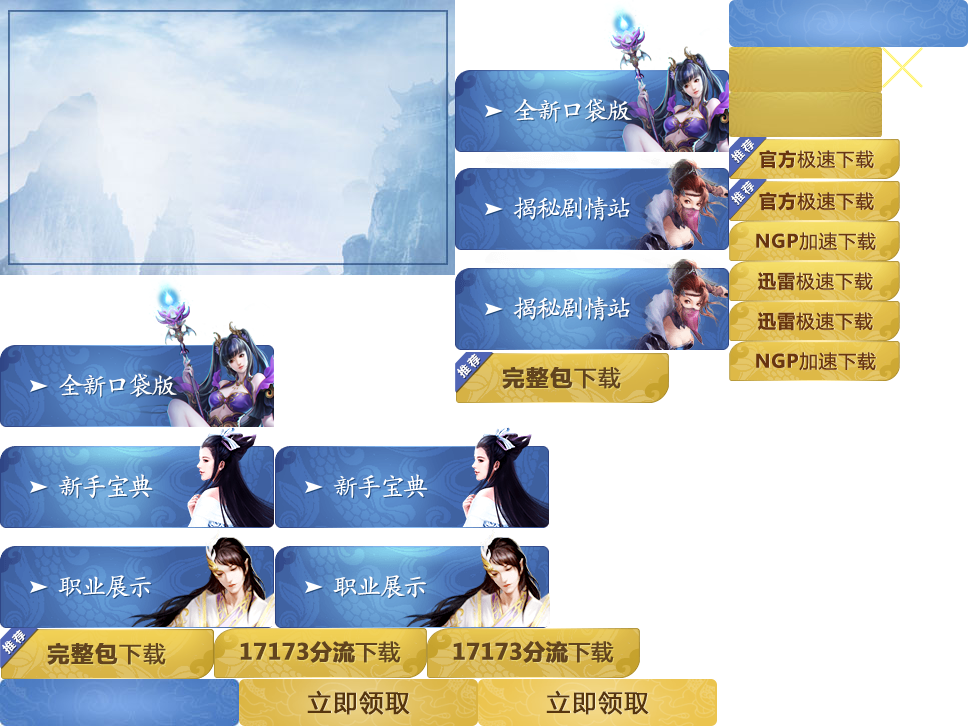 全新口袋版
揭秘剧情站
揭秘剧情站
推荐
完整包下载
推荐
官方极速下载
推荐
官方极速下载
NGP加速下载
迅雷极速下载
迅雷极速下载
NGP加速下载
全新口袋版
新手宝典
新手宝典
职业展示
职业展示
推荐
完整包下载
17173分流下载
17173分流下载
立即领取
立即领取